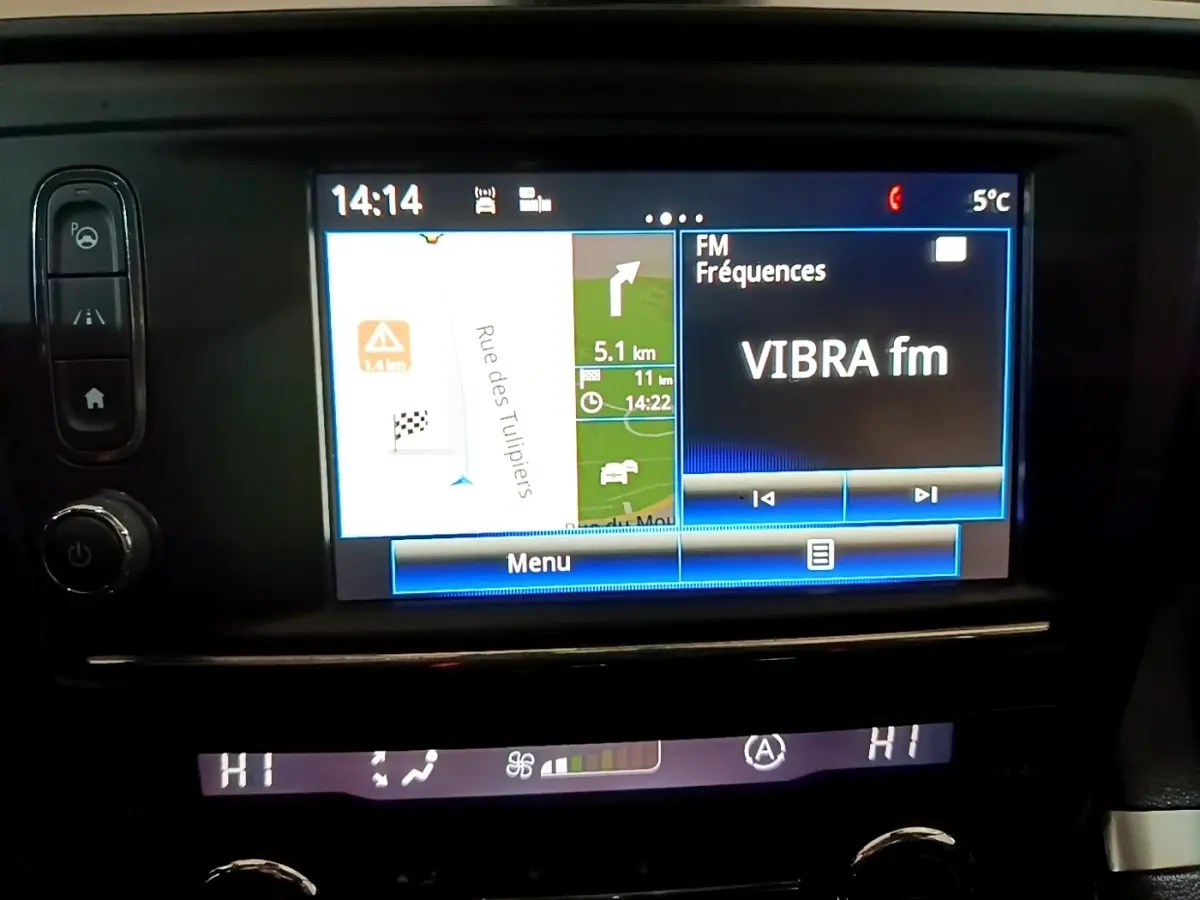 14:14
5°C
P
1.4 km
Rue des Tulipiers
5.1 km
11 km
14:22
FM
Fréquences
VIBRA fm
Menu
HI
A
HI